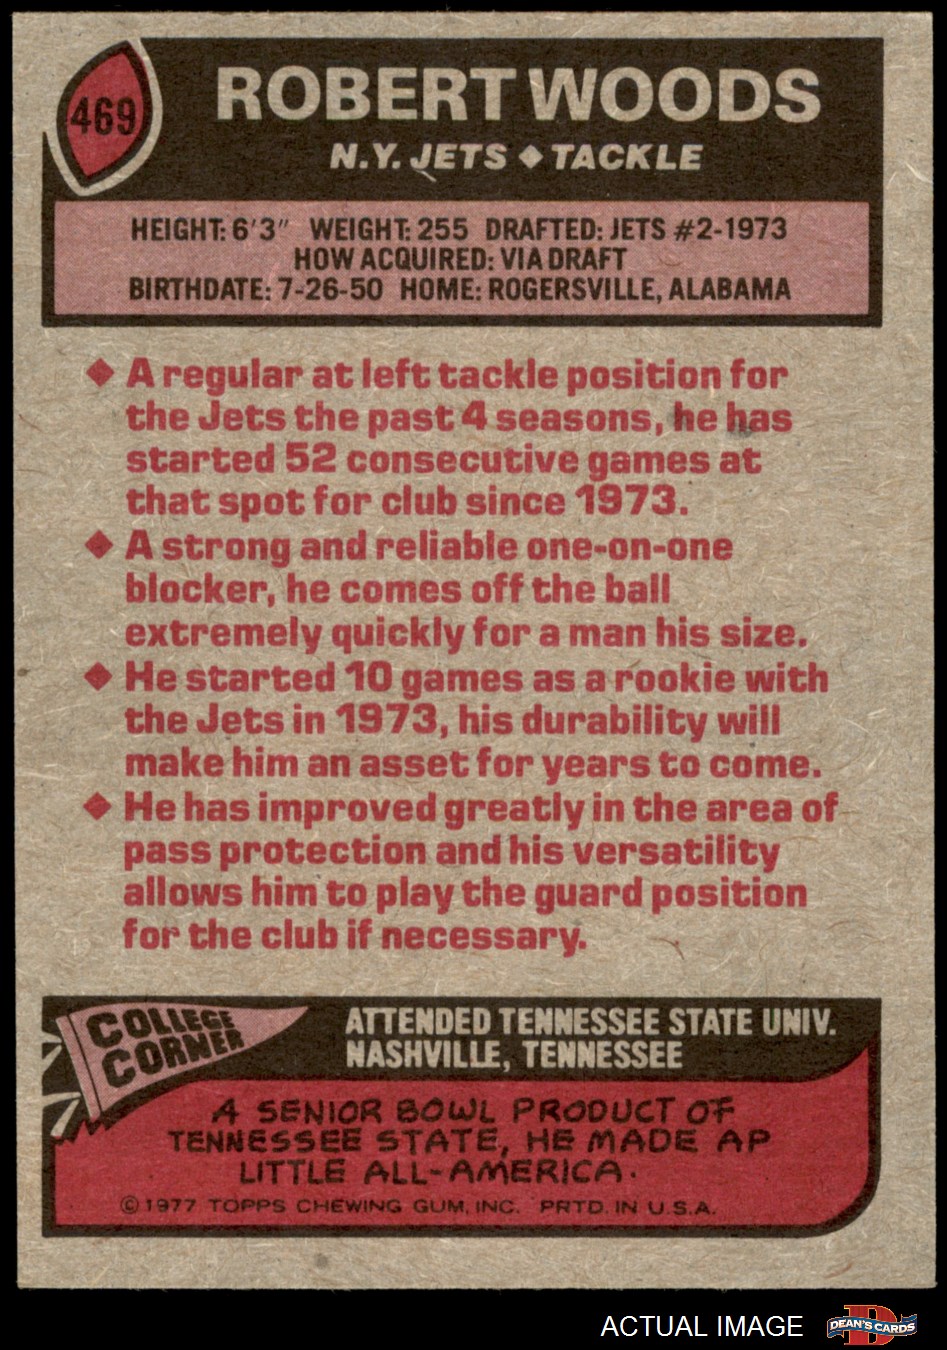 469
ROBERT WOODS
N.Y. JETS ◆ TACKLE
HEIGHT: 6'3" WEIGHT: 255 DRAFTED: JETS #2-1973
HOW ACQUIRED: VIA DRAFT
BIRTHDATE: 7-26-50 HOME: ROGERSVILLE, ALABAMA
◆ A regular at left tackle position for
the Jets the past 4 seasons, he has
started 52 consecutive games at
that spot for club since 1973.
◆ A strong and reliable one-on-one
blocker, he comes off the ball
extremely quickly for a man his size.
◆ He started 10 games as a rookie with
the Jets in 1973, his durability will
make him an asset for years to come.
◆ He has improved greatly in the area of
pass protection and his versatility
allows him to play the guard position
for the club if necessary.
COLLEGE
CORNER
ATTENDED TENNESSEE STATE UNIV.
NASHVILLE, TENNESSEE
A SENIOR BOWL PRODUCT OF
TENNESSEE STATE, HE MADE AP
LITTLE ALL-AMERICA.
© 1977 TOPPS CHEWING GUM, INC. PRTD. IN U.S.A.
ACTUAL IMAGE
D
DEAN'S CARDS